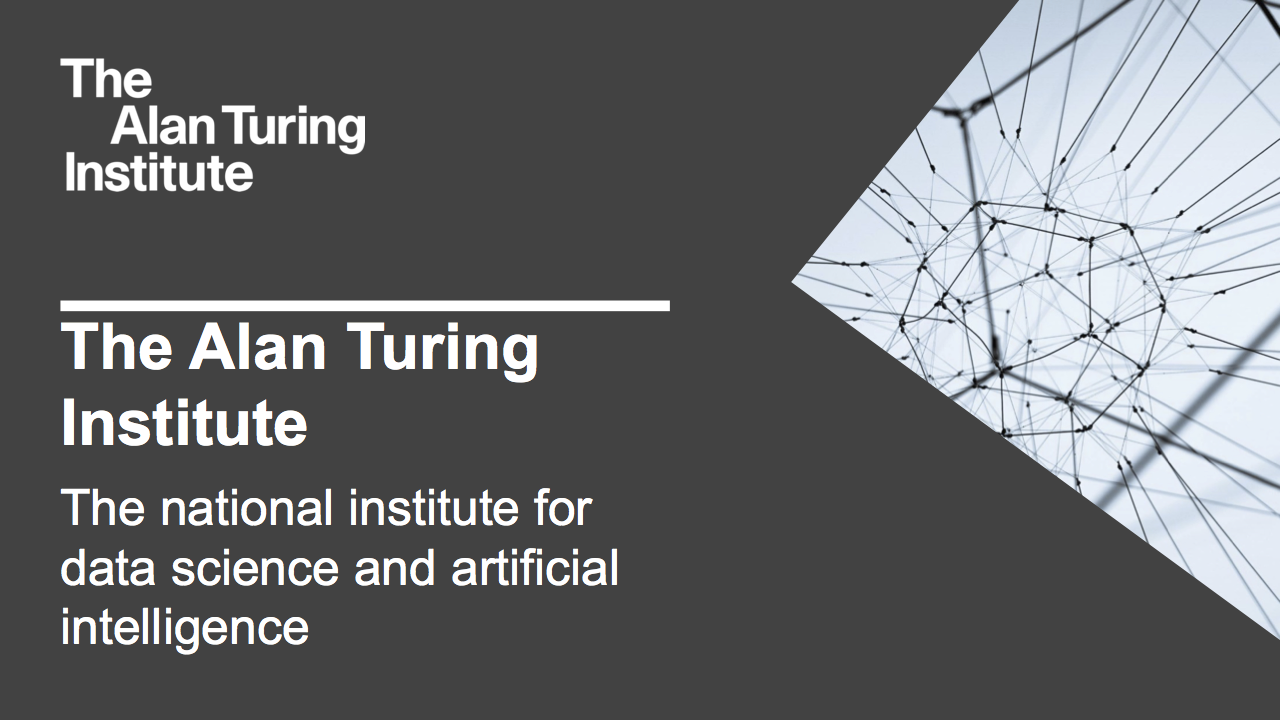 The
Alan Turing
Institute
The Alan Turing
Institute
The national institute for
data science and artificial
intelligence